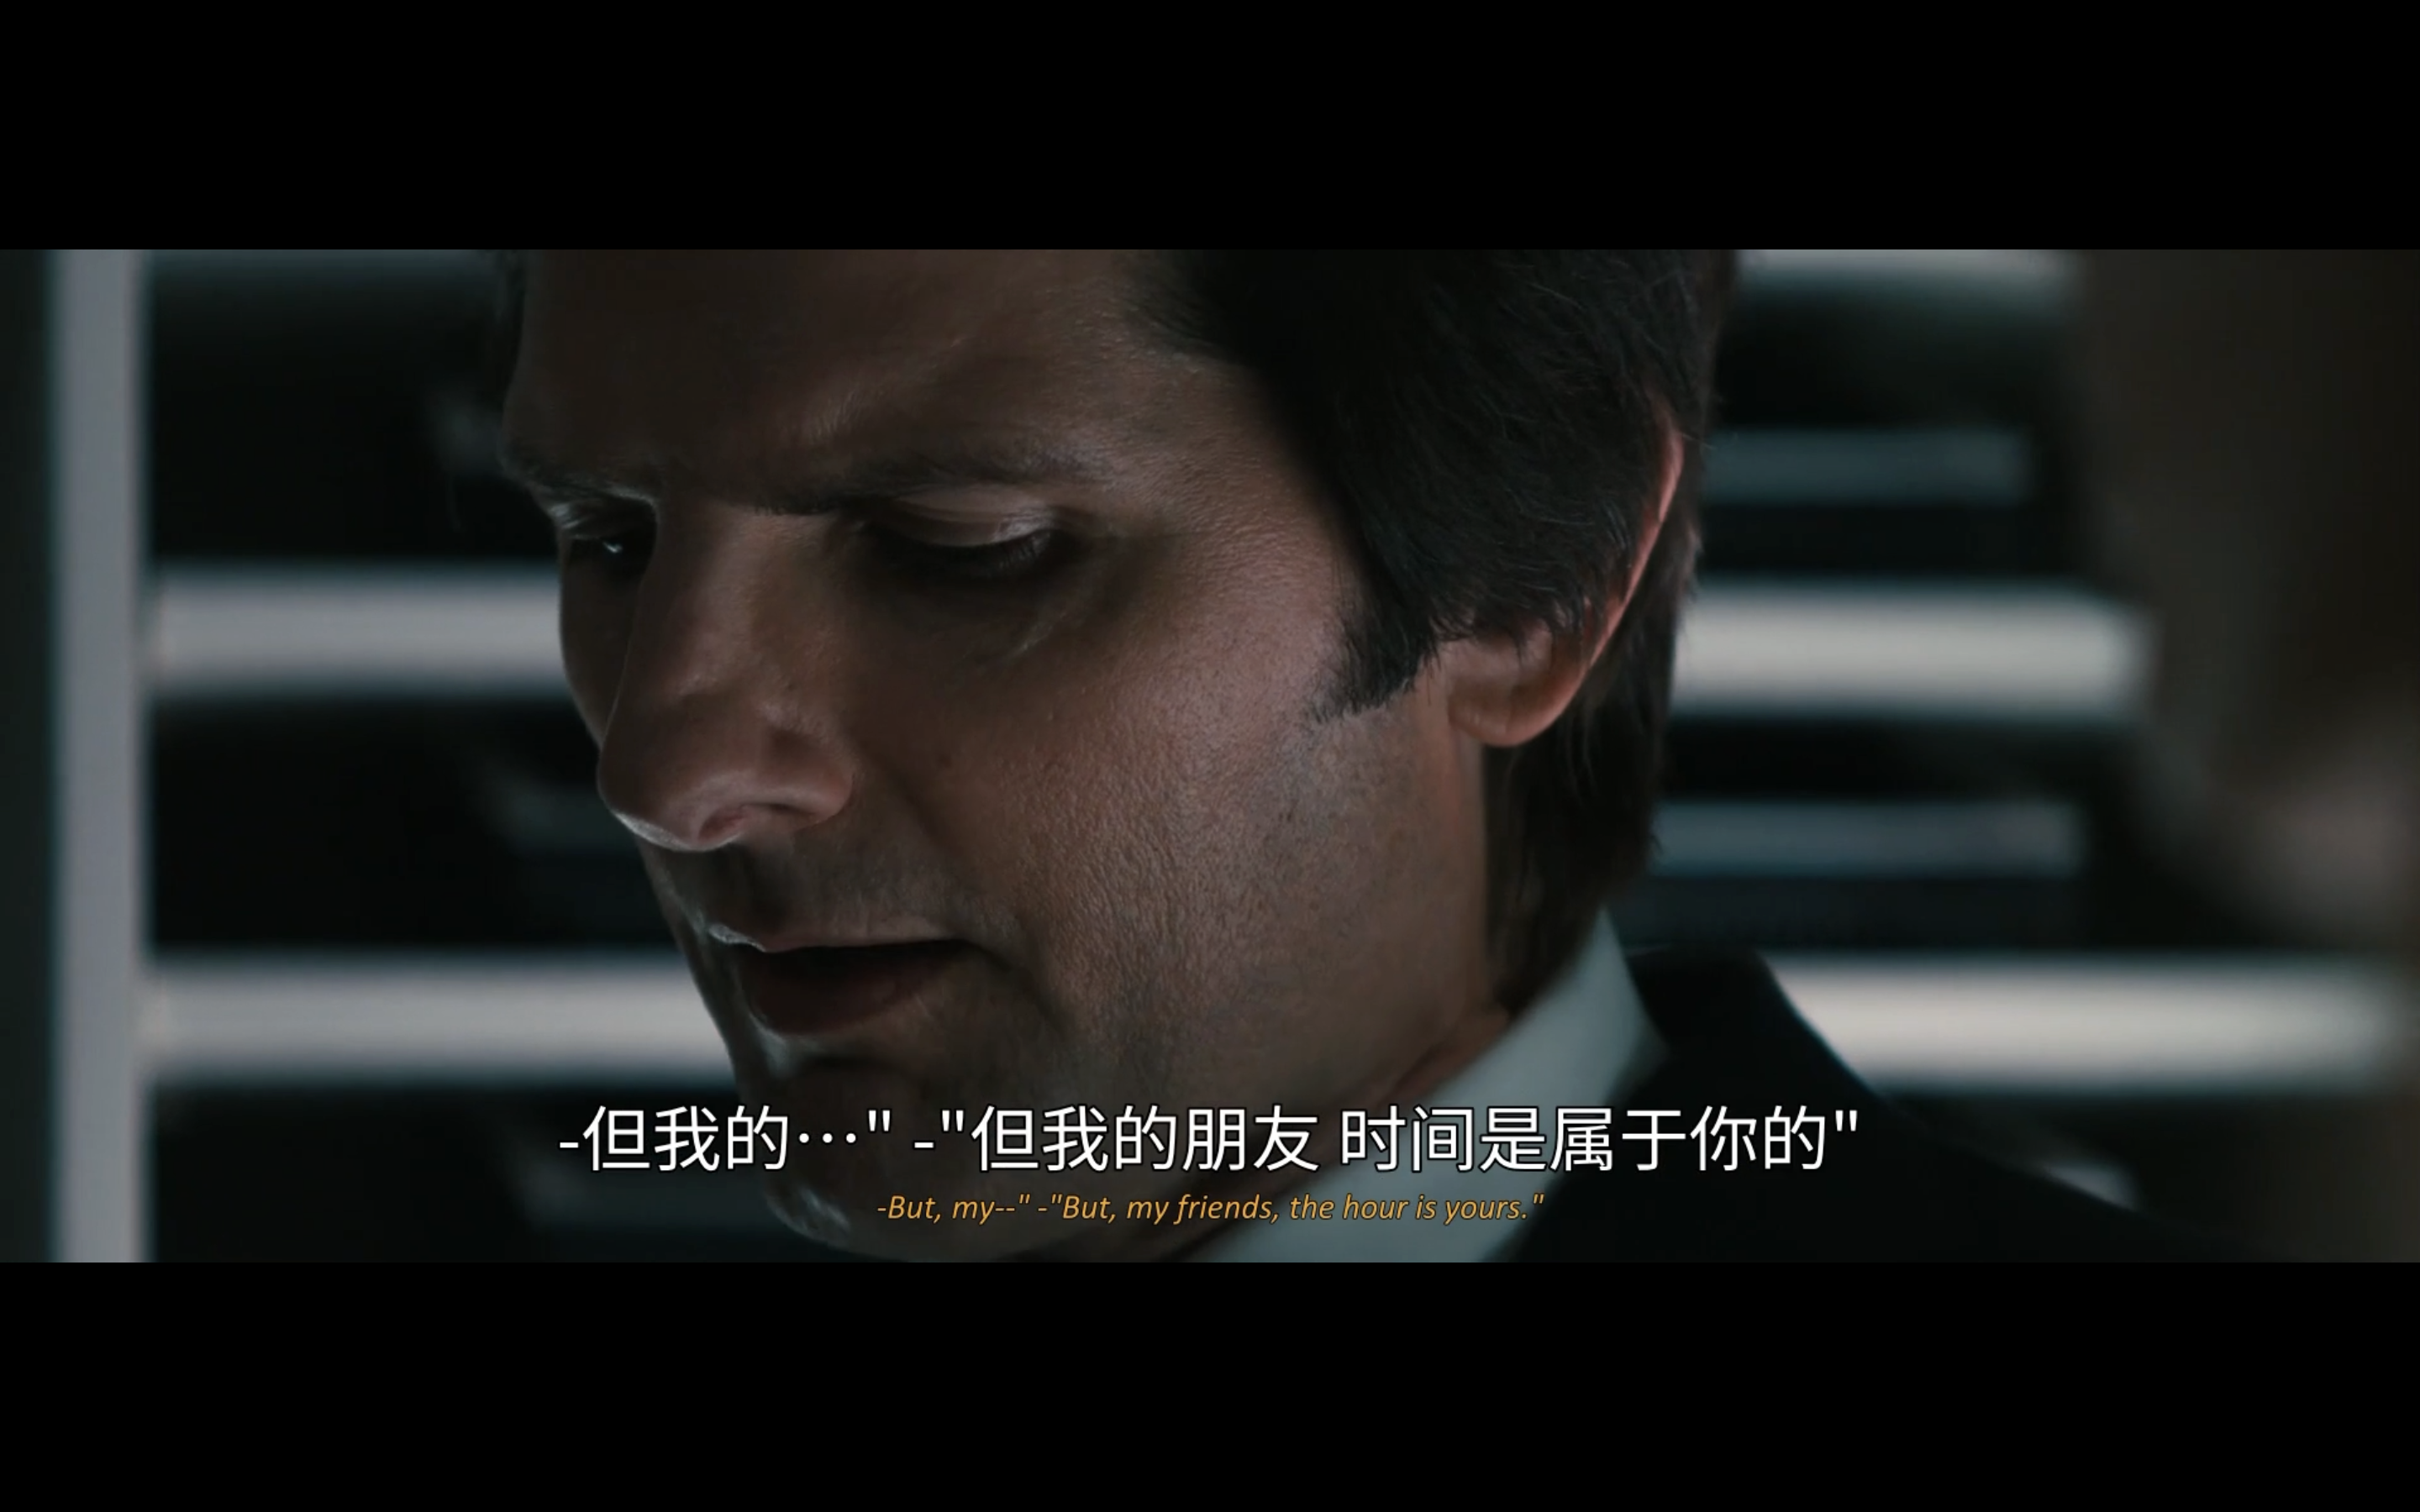 -但我的…" -"但我的朋友 时间是属于你的"
-But, my--" -"But, my friends, the hour is yours."